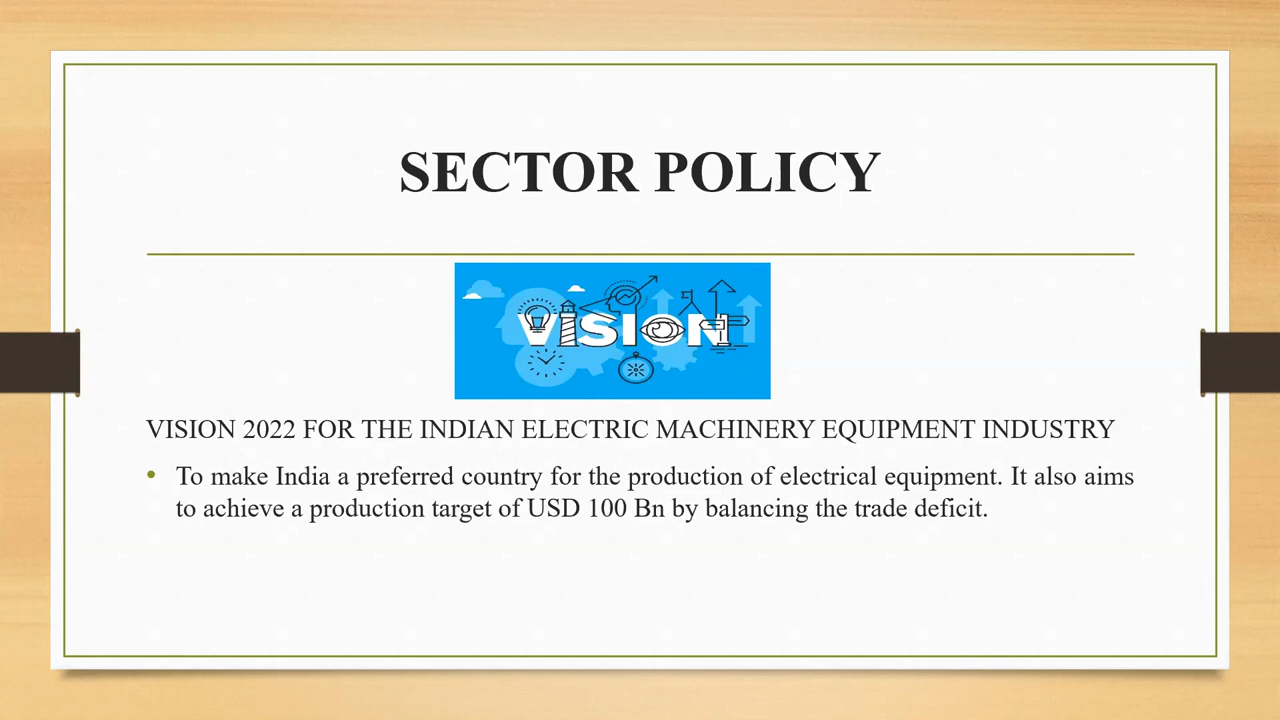 SECTOR POLICY
VISION
VISION 2022 FOR THE INDIAN ELECTRIC MACHINERY EQUIPMENT INDUSTRY
• To make India a preferred country for the production of electrical equipment. It also aims
to achieve a production target of USD 100 Bn by balancing the trade deficit.